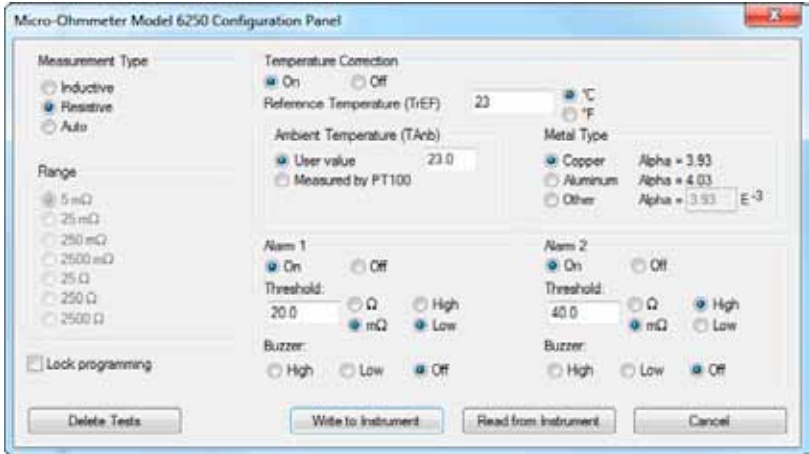 Micro-Ohmmeter Model 6250 Configuration Panel
Measurement Type
Inductive
Resistive
Auto
Range
5 mΩ
25 mΩ
250 mΩ
2500 mΩ
25 Ω
250 Ω
2500 Ω
Lock programming
Temperature Correction
On Off
Reference Temperature (TrEF) 23 °C
°F
Ambient Temperature (TAnb)
User value 23.0
Measured by PT100
Metal Type
Copper Alpha = 3.93
Aluminum Alpha = 4.03
Other Alpha = 3.93 E-3
Alarm 1
On Off
Threshold:
20.0 Ω High
mΩ Low
Buzzer:
High Low Off
Alarm 2
On Off
Threshold:
40.0 Ω High
mΩ Low
Buzzer:
High Low Off
Delete Tests Write to Instrument Read from Instrument Cancel